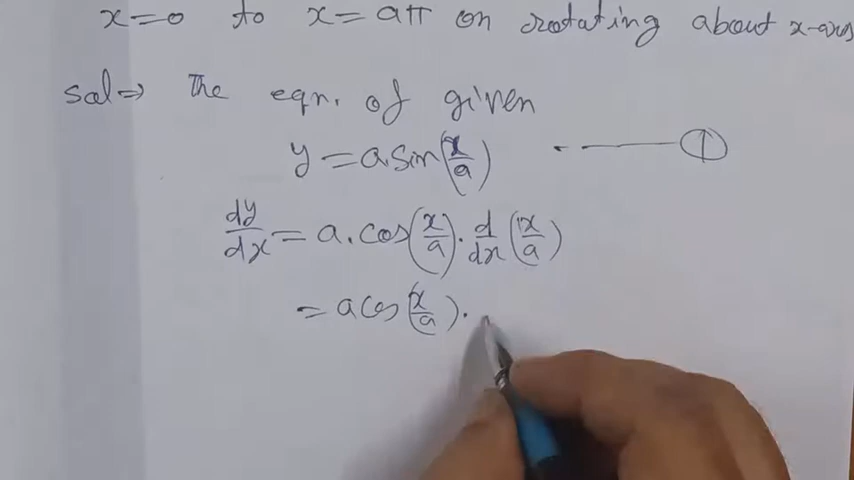 x=0 to x=aπ on rotating about x-axis
sol⇒ The eqn. of given
y=a.sin(x/a) -------①
dy/dx = a.cos(x/a).d/dx(x/a)
= a cos(x/a).